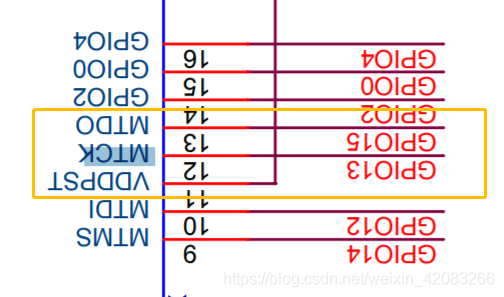 GPIO4 16 GPIO4
GPIO0 15 GPIO0
GPIO2 14 GPIO2
MTDO 13 GPIO15
MTCK 12 GPIO13
VDDPST 11
MTDI 10 GPIO12
MTMS 9 GPIO14
https://blog.csdn.net/weixin_42083266